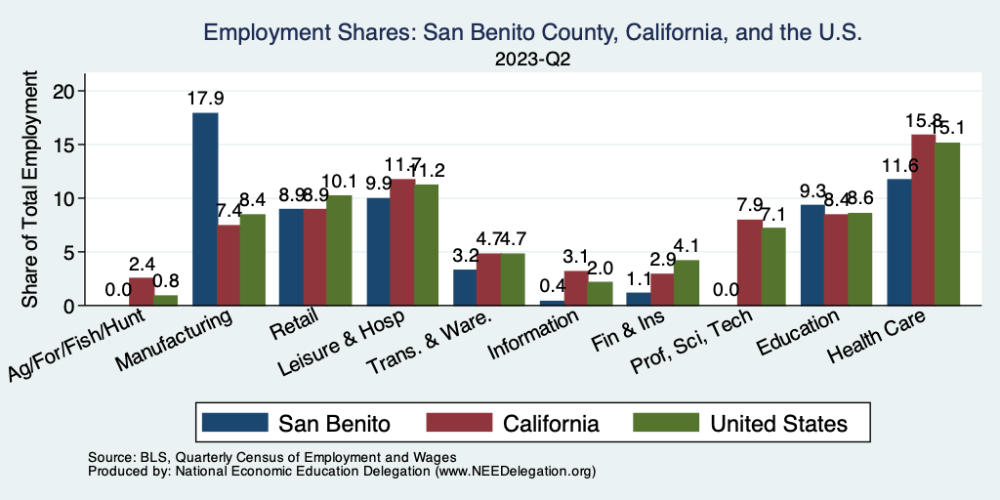 Employment Shares: San Benito County, California, and the U.S.
2023-Q2
Share of Total Employment
20
15
10
5
0
0.0 2.4 0.8
17.9 7.4 8.4
8.9 8.9 10.1
9.9 11.7 11.2
3.2 4.7 4.7
0.4 3.1 2.0
1.1 2.9 4.1
0.0 7.9 7.1
9.3 8.4 8.6
11.6 15.8 15.1
Ag/For/Fish/Hunt
Manufacturing
Retail
Leisure & Hosp
Trans. & Ware.
Information
Fin & Ins
Prof, Sci, Tech
Education
Health Care
San Benito California United States
Source: BLS, Quarterly Census of Employment and Wages
Produced by: National Economic Education Delegation (www.NEEDelegation.org)